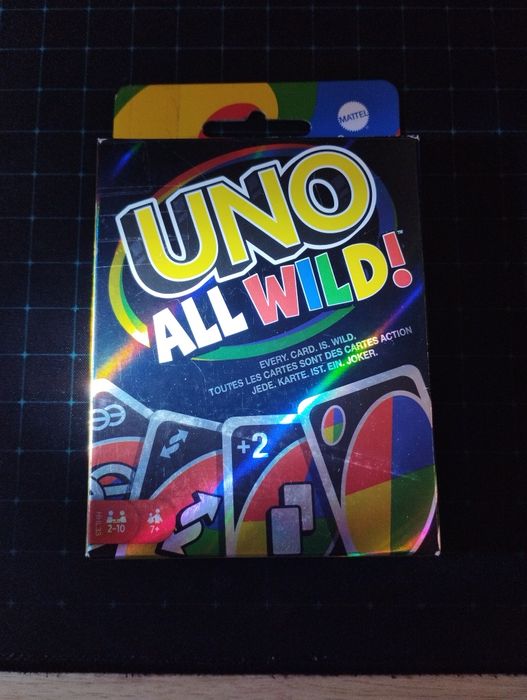 MATTEL
UNO
ALL WILD!™
EVERY. CARD. IS. WILD.
TOUTES LES CARTES SONT DES CARTES ACTION
JEDE. KARTE. IST. EIN. JOKER.
+2
2-10
7+